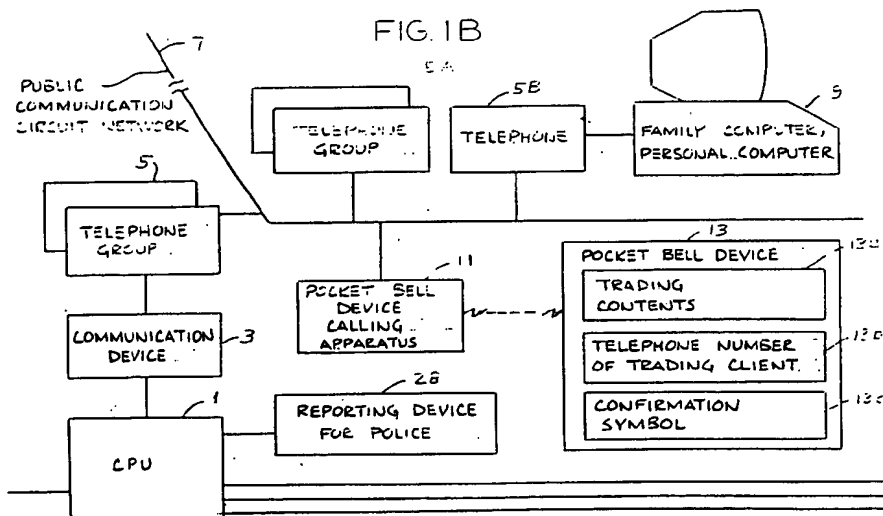 FIG. 1B
7
PUBLIC
COMMUNICATION
CIRCUIT NETWORK
5A
TELEPHONE
GROUP
5B
TELEPHONE
9
FAMILY COMPUTER,
PERSONAL COMPUTER
5
TELEPHONE
GROUP
11
POCKET BELL
DEVICE
CALLING
APPARATUS
13
POCKET BELL DEVICE
TRADING
CONTENTS
TELEPHONE NUMBER
OF TRADING CLIENT
CONFIRMATION
SYMBOL
COMMUNICATION
DEVICE
3
1
CPU
28
REPORTING DEVICE
FOR POLICE